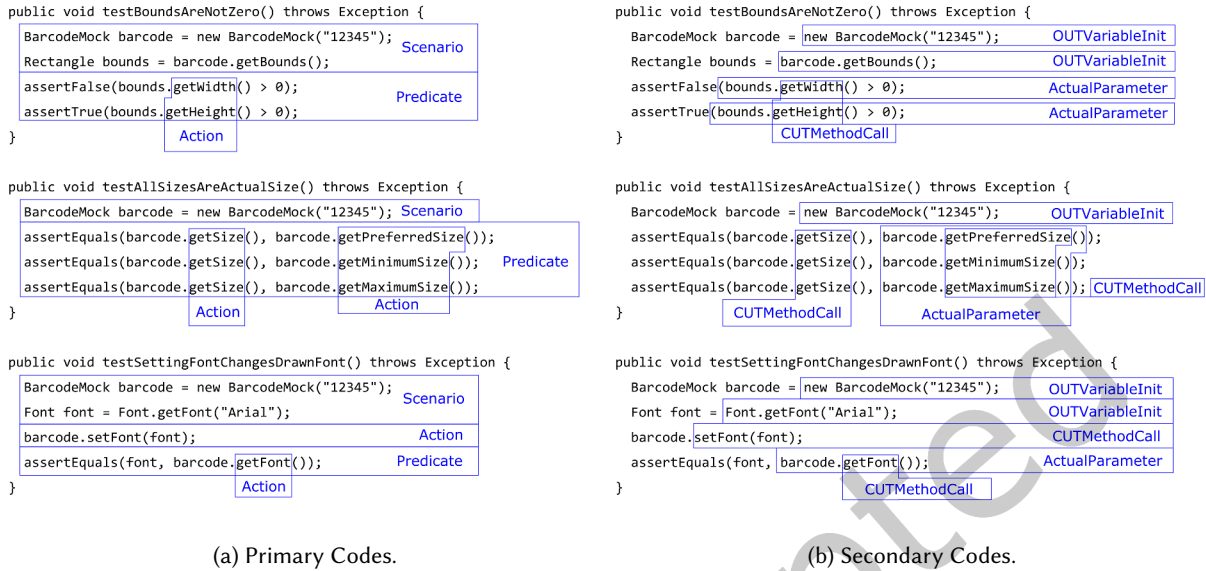 public void testBoundsAreNotZero() throws Exception {
BarcodeMock barcode = new BarcodeMock("12345");
Scenario
Rectangle bounds = barcode.getBounds();
assertFalse(bounds.getWidth() > 0);
Predicate
assertTrue(bounds.getHeight() > 0);
}
Action
public void testAllSizesAreActualSize() throws Exception {
BarcodeMock barcode = new BarcodeMock("12345"); Scenario
assertEquals(barcode.getSize(), barcode.getPreferredSize());
assertEquals(barcode.getSize(), barcode.getMinimumSize()); Predicate
assertEquals(barcode.getSize(), barcode.getMaximumSize());
} Action Action
public void testSettingFontChangesDrawnFont() throws Exception {
BarcodeMock barcode = new BarcodeMock("12345");
Scenario
Font font = Font.getFont("Arial");
barcode.setFont(font); Action
assertEquals(font, barcode.getFont()); Predicate
} Action
(a) Primary Codes.
public void testBoundsAreNotZero() throws Exception {
BarcodeMock barcode = new BarcodeMock("12345"); OUTVariableInit
Rectangle bounds = barcode.getBounds(); OUTVariableInit
assertFalse(bounds.getWidth() > 0); ActualParameter
assertTrue(bounds.getHeight() > 0); ActualParameter
} CUTMethodCall
public void testAllSizesAreActualSize() throws Exception {
BarcodeMock barcode = new BarcodeMock("12345"); OUTVariableInit
assertEquals(barcode.getSize(), barcode.getPreferredSize());
assertEquals(barcode.getSize(), barcode.getMinimumSize());
assertEquals(barcode.getSize(), barcode.getMaximumSize()); CUTMethodCall
} CUTMethodCall ActualParameter
public void testSettingFontChangesDrawnFont() throws Exception {
BarcodeMock barcode = new BarcodeMock("12345"); OUTVariableInit
Font font = Font.getFont("Arial"); OUTVariableInit
barcode.setFont(font); CUTMethodCall
assertEquals(font, barcode.getFont()); ActualParameter
} CUTMethodCall
(b) Secondary Codes.